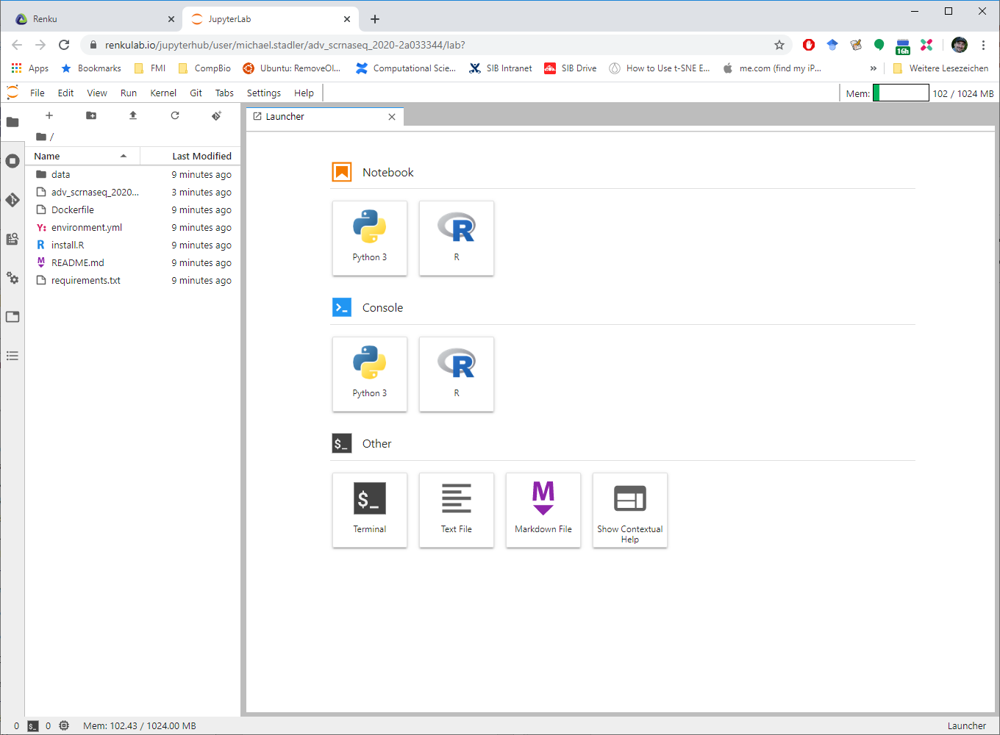 Renku
JupyterLab
renkulab.io/jupyterhub/user/michael.stadler/adv_scrnaseq_2020-2a033344/lab?
16h
Apps
Bookmarks
FMI
CompBio
Ubuntu: RemoveOl...
Computational Scie...
SIB Intranet
SIB Drive
How to Use t-SNE E...
me.com (find my iP...
»
Weitere Lesezeichen
File Edit View Run Kernel Git Tabs Settings Help
Mem: 102 / 1024 MB
Launcher
/
Name Last Modified
data 9 minutes ago
adv_scrnaseq_2020... 3 minutes ago
Dockerfile 9 minutes ago
Y: environment.yml 9 minutes ago
R install.R 9 minutes ago
M README.md 9 minutes ago
requirements.txt 9 minutes ago
Notebook
Python 3
R
R
>_ Console
Python 3
R
R
$_ Other
$_
Terminal
Text File
M
Markdown File
Show Contextual
Help
0 $_ 0 Mem: 102.43 / 1024.00 MB
Launcher